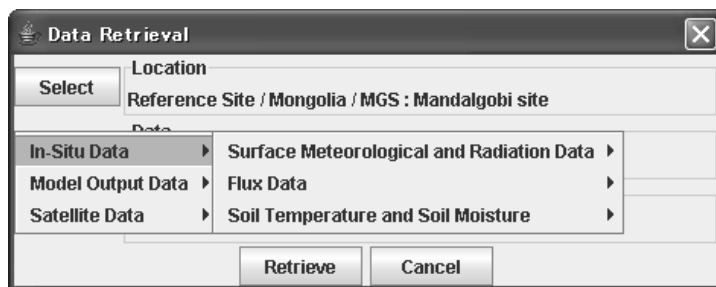 Data Retrieval
Location
Select
Reference Site / Mongolia / MGS : Mandalgobi site
Data
In-Situ Data
Surface Meteorological and Radiation Data
Model Output Data
Flux Data
Satellite Data
Soil Temperature and Soil Moisture
Retrieve
Cancel